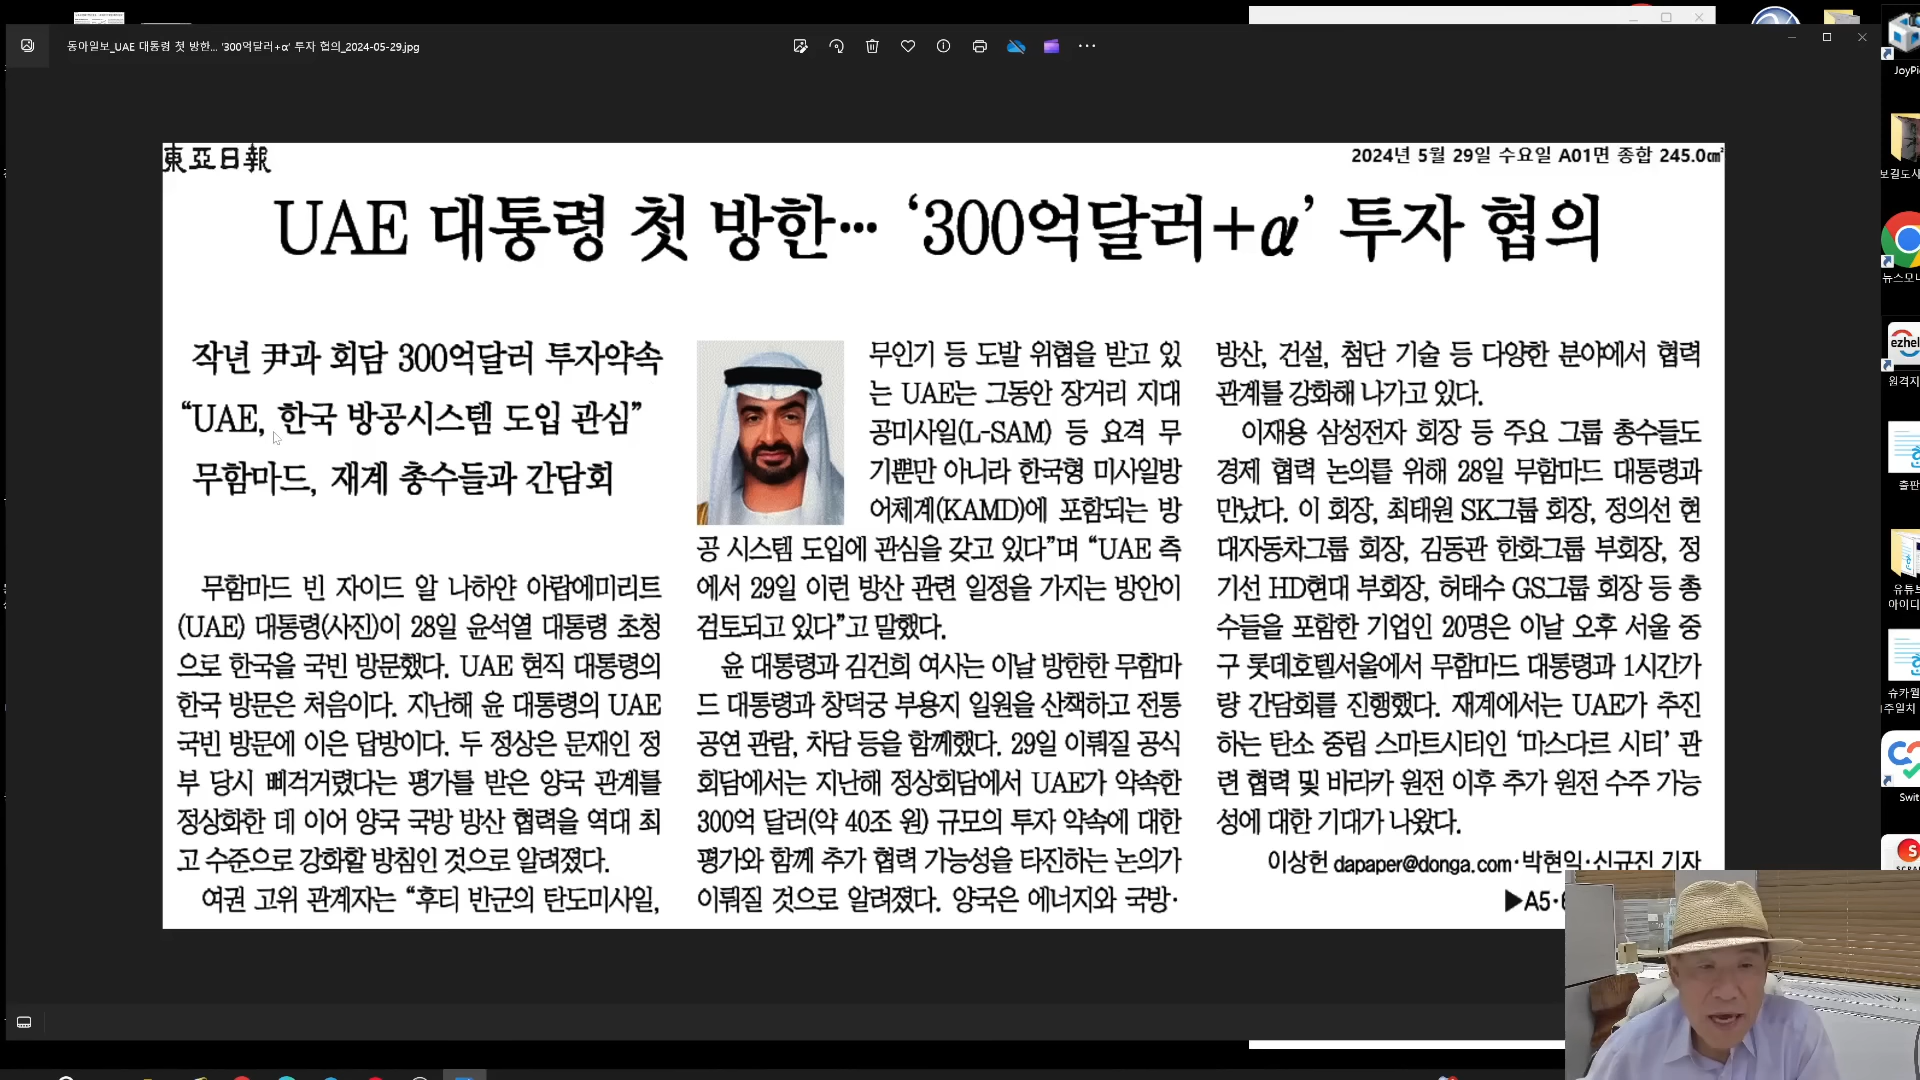 동아일보_UAE 대통령 첫 방한... '300억달러+α' 투자 협의_2024-05-29.jpg
東亞日報
2024년 5월 29일 수요일 A01면 종합 245.0㎠
UAE 대통령 첫 방한… ‘300억달러+α’ 투자 협의
작년 尹과 회담 300억달러 투자약속
“UAE, 한국 방공시스템 도입 관심”
무함마드, 재계 총수들과 간담회
무함마드 빈 자이드 알 나하얀 아랍에미리트
(UAE) 대통령(사진)이 28일 윤석열 대통령 초청
으로 한국을 국빈 방문했다. UAE 현직 대통령의
한국 방문은 처음이다. 지난해 윤 대통령의 UAE
국빈 방문에 이은 답방이다. 두 정상은 문재인 정
부 당시 삐걱거렸다는 평가를 받은 양국 관계를
정상화한 데 이어 양국 국방 방산 협력을 역대 최
고 수준으로 강화할 방침인 것으로 알려졌다.
여권 고위 관계자는 “후티 반군의 탄도미사일,
무인기 등 도발 위협을 받고 있
는 UAE는 그동안 장거리 지대
공미사일(L-SAM) 등 요격 무
기뿐만 아니라 한국형 미사일방
어체계(KAMD)에 포함되는 방
공 시스템 도입에 관심을 갖고 있다”며 “UAE 측
에서 29일 이런 방산 관련 일정을 가지는 방안이
검토되고 있다”고 말했다.
윤 대통령과 김건희 여사는 이날 방한한 무함마
드 대통령과 창덕궁 부용지 일원을 산책하고 전통
공연 관람, 차담 등을 함께했다. 29일 이뤄질 공식
회담에서는 지난해 정상회담에서 UAE가 약속한
300억 달러(약 40조 원) 규모의 투자 약속에 대한
평가와 함께 추가 협력 가능성을 타진하는 논의가
이뤄질 것으로 알려졌다. 양국은 에너지와 국방·
방산, 건설, 첨단 기술 등 다양한 분야에서 협력
관계를 강화해 나가고 있다.
이재용 삼성전자 회장 등 주요 그룹 총수들도
경제 협력 논의를 위해 28일 무함마드 대통령과
만났다. 이 회장, 최태원 SK그룹 회장, 정의선 현
대자동차그룹 회장, 김동관 한화그룹 부회장, 정
기선 HD현대 부회장, 허태수 GS그룹 회장 등 총
수들을 포함한 기업인 20명은 이날 오후 서울 중
구 롯데호텔서울에서 무함마드 대통령과 1시간가
량 간담회를 진행했다. 재계에서는 UAE가 추진
하는 탄소 중립 스마트시티인 ‘마스다르 시티’ 관
련 협력 및 바라카 원전 이후 추가 원전 수주 가능
성에 대한 기대가 나왔다.
이상헌 dapaper@donga.com·박현익·신규진 기자
▶A5·
JoyPi
보길도사
뉴스모니
ezhel
원격지
출판
유튜브
아이디
슈카월
Swit